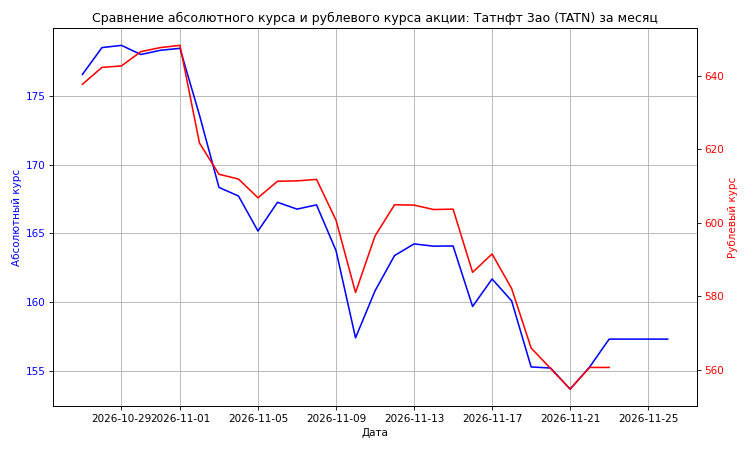 Сравнение абсолютного курса и рублевого курса акции: Татнфт 3ао (TATN) за месяц
Абсолютный курс
175
170
165
160
155
640
620
600
580
560
Рублевый курс
2026-10-29 2026-11-01 2026-11-05 2026-11-09 2026-11-13 2026-11-17 2026-11-21 2026-11-25
Дата